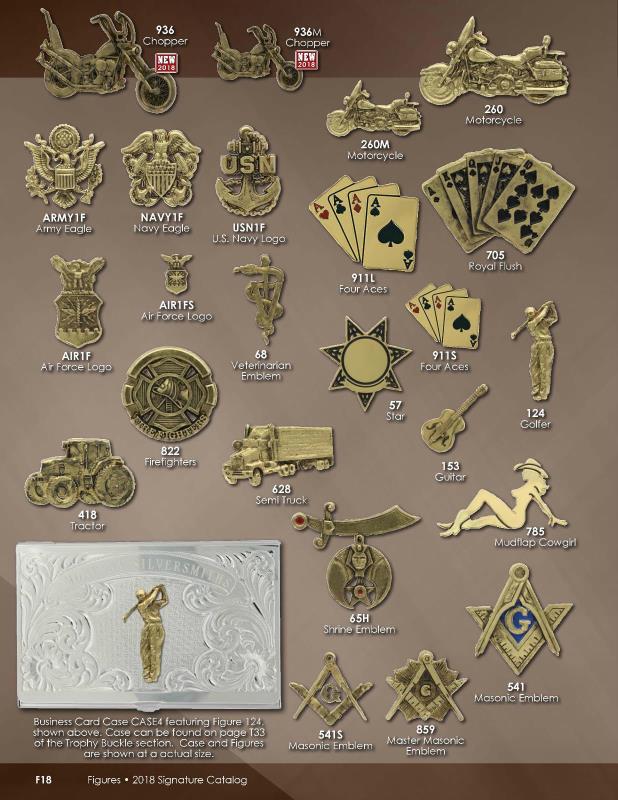 936
Chopper
NEW
2018
936M
Chopper
NEW
2018
260
Motorcycle
260M
Motorcycle
ARMY1F
Army Eagle
NAVY1F
Navy Eagle
USN
USN1F
U.S. Navy Logo
A
A
A
A
A
911L
Four Aces
A
K
Q
J
705
Royal Flush
AIR1F
Air Force Logo
AIR1FS
Air Force Logo
68
Veterinarian
Emblem
A
A
A
A
911S
Four Aces
57
Star
124
Golfer
FIREFIGHTERS
822
Firefighters
153
Guitar
418
Tractor
628
Semi Truck
785
Mudflap Cowgirl
SILVERSMITHS
65H
Shrine Emblem
G
541
Masonic Emblem
G
541S
Masonic Emblem
G
859
Master Masonic
Emblem
Business Card Case CASE4 featuring Figure 124,
shown above. Case can be found on page T33
of the Trophy Buckle section. Case and Figures
are shown at a actual size.
F18 Figures • 2018 Signature Catalog